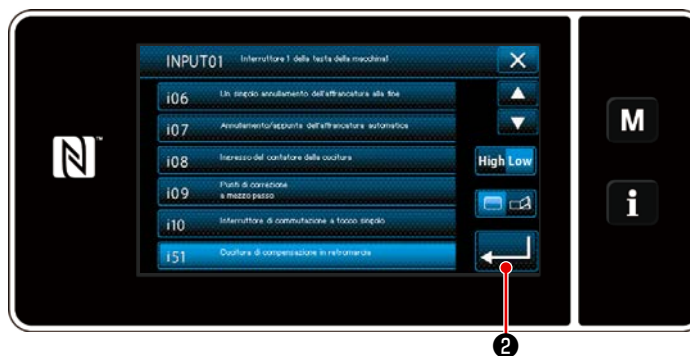 INPUT01 Interruttore 1 della testa della macchina1
i06 Un singolo annullamento dell'affrancatura alla fine
i07 Annullamento/aggiunta dell'affrancatura automatica
i08 Ingresso del contatore della cucitura
i09 Punti di correzione
a mezzo passo
i10 Interruttore di commutazione a tocco singolo
i51 Cucitura di compensazione in retromarcia
High Low
M
i
❷